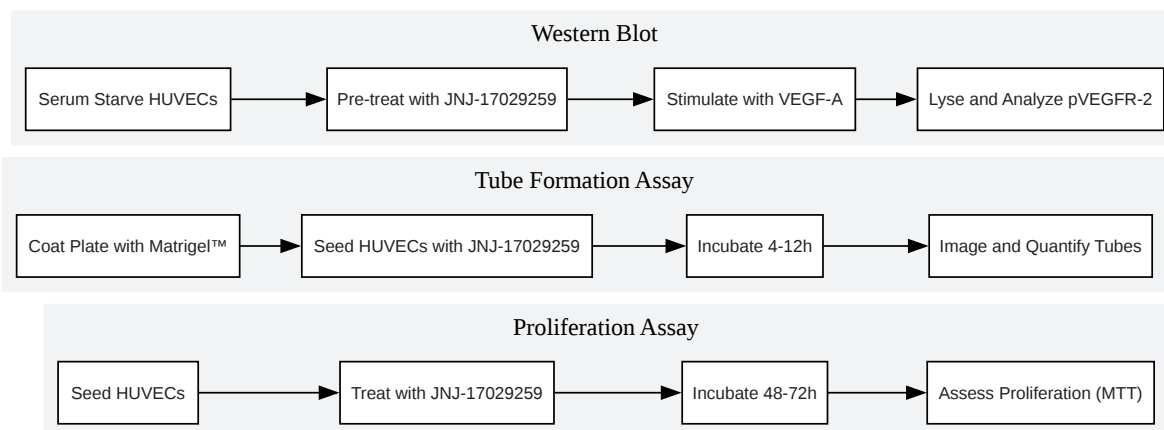 Western Blot
Serum Starve HUVECs
Pre-treat with JNJ-17029259
Stimulate with VEGF-A
Lyse and Analyze pVEGFR-2
Tube Formation Assay
Coat Plate with Matrigel™
Seed HUVECs with JNJ-17029259
Incubate 4-12h
Image and Quantify Tubes
Proliferation Assay
Seed HUVECs
Treat with JNJ-17029259
Incubate 48-72h
Assess Proliferation (MTT)